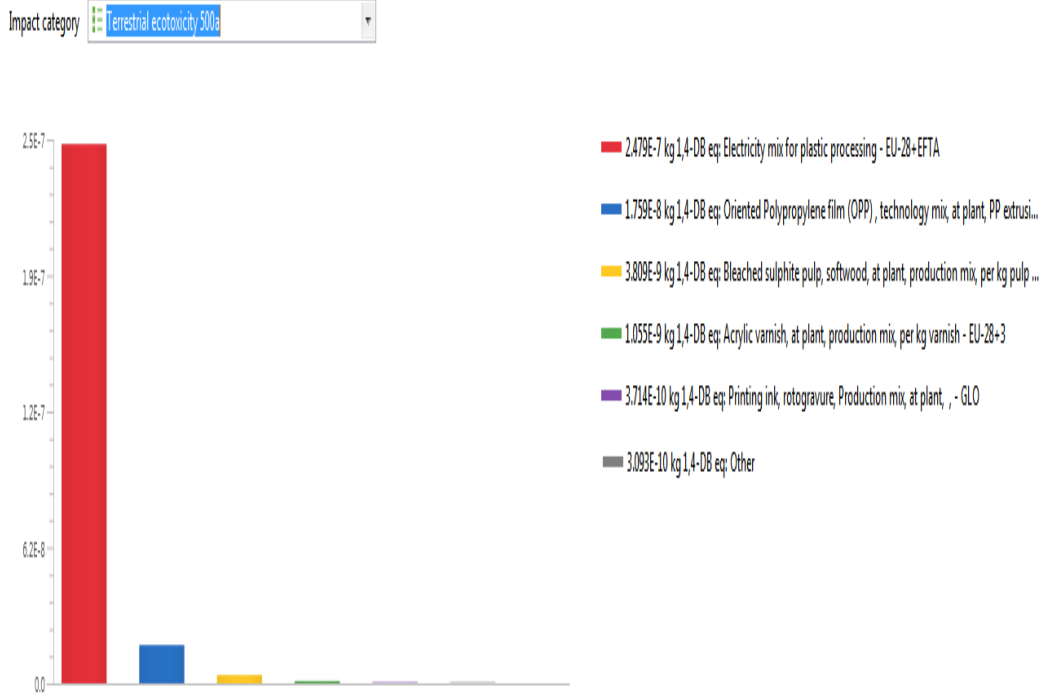 Impact category Terrestrial ecotoxicity 500a
2.5E-7
1.9E-7
1.2E-7
6.2E-8
0.0
2.479E-7 kg 1,4-DB eq: Electricity mix for plastic processing - EU-28+EFTA
1.759E-8 kg 1,4-DB eq: Oriented Polypropylene film (OPP) , technology mix, at plant, PP extrusi...
3.809E-9 kg 1,4-DB eq: Bleached sulphite pulp, softwood, at plant, production mix, per kg pulp ...
1.055E-9 kg 1,4-DB eq: Acrylic varnish, at plant, production mix, per kg varnish - EU-28+3
3.714E-10 kg 1,4-DB eq: Printing ink, rotogravure, Production mix, at plant, , - GLO
3.093E-10 kg 1,4-DB eq: Other